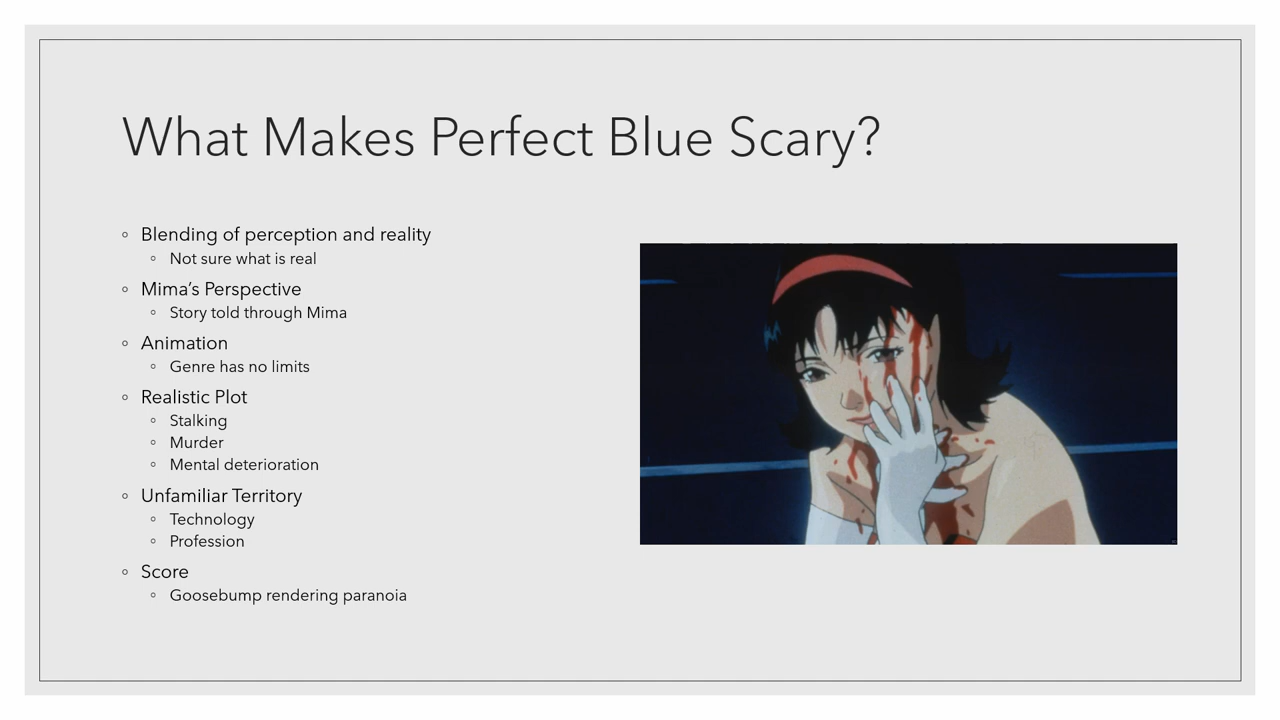 What Makes Perfect Blue Scary?
◦ Blending of perception and reality
◦ Not sure what is real
◦ Mima’s Perspective
◦ Story told through Mima
◦ Animation
◦ Genre has no limits
◦ Realistic Plot
◦ Stalking
◦ Murder
◦ Mental deterioration
◦ Unfamiliar Territory
◦ Technology
◦ Profession
◦ Score
◦ Goosebump rendering paranoia